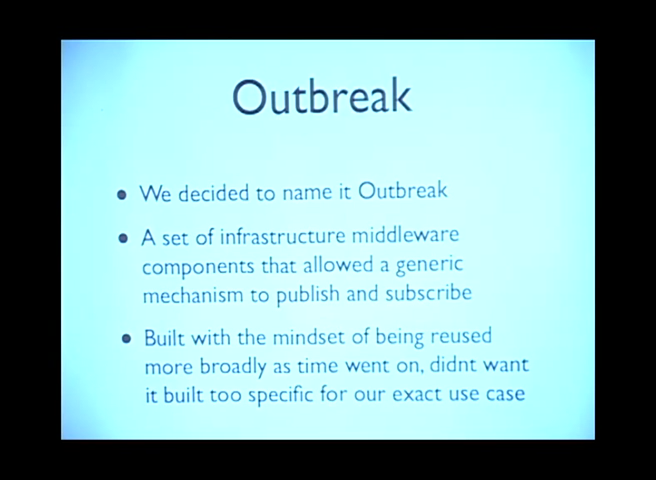 Outbreak
• We decided to name it Outbreak
• A set of infrastructure middleware
components that allowed a generic
mechanism to publish and subscribe
• Built with the mindset of being reused
more broadly as time went on, didnt want
it built too specific for our exact use case